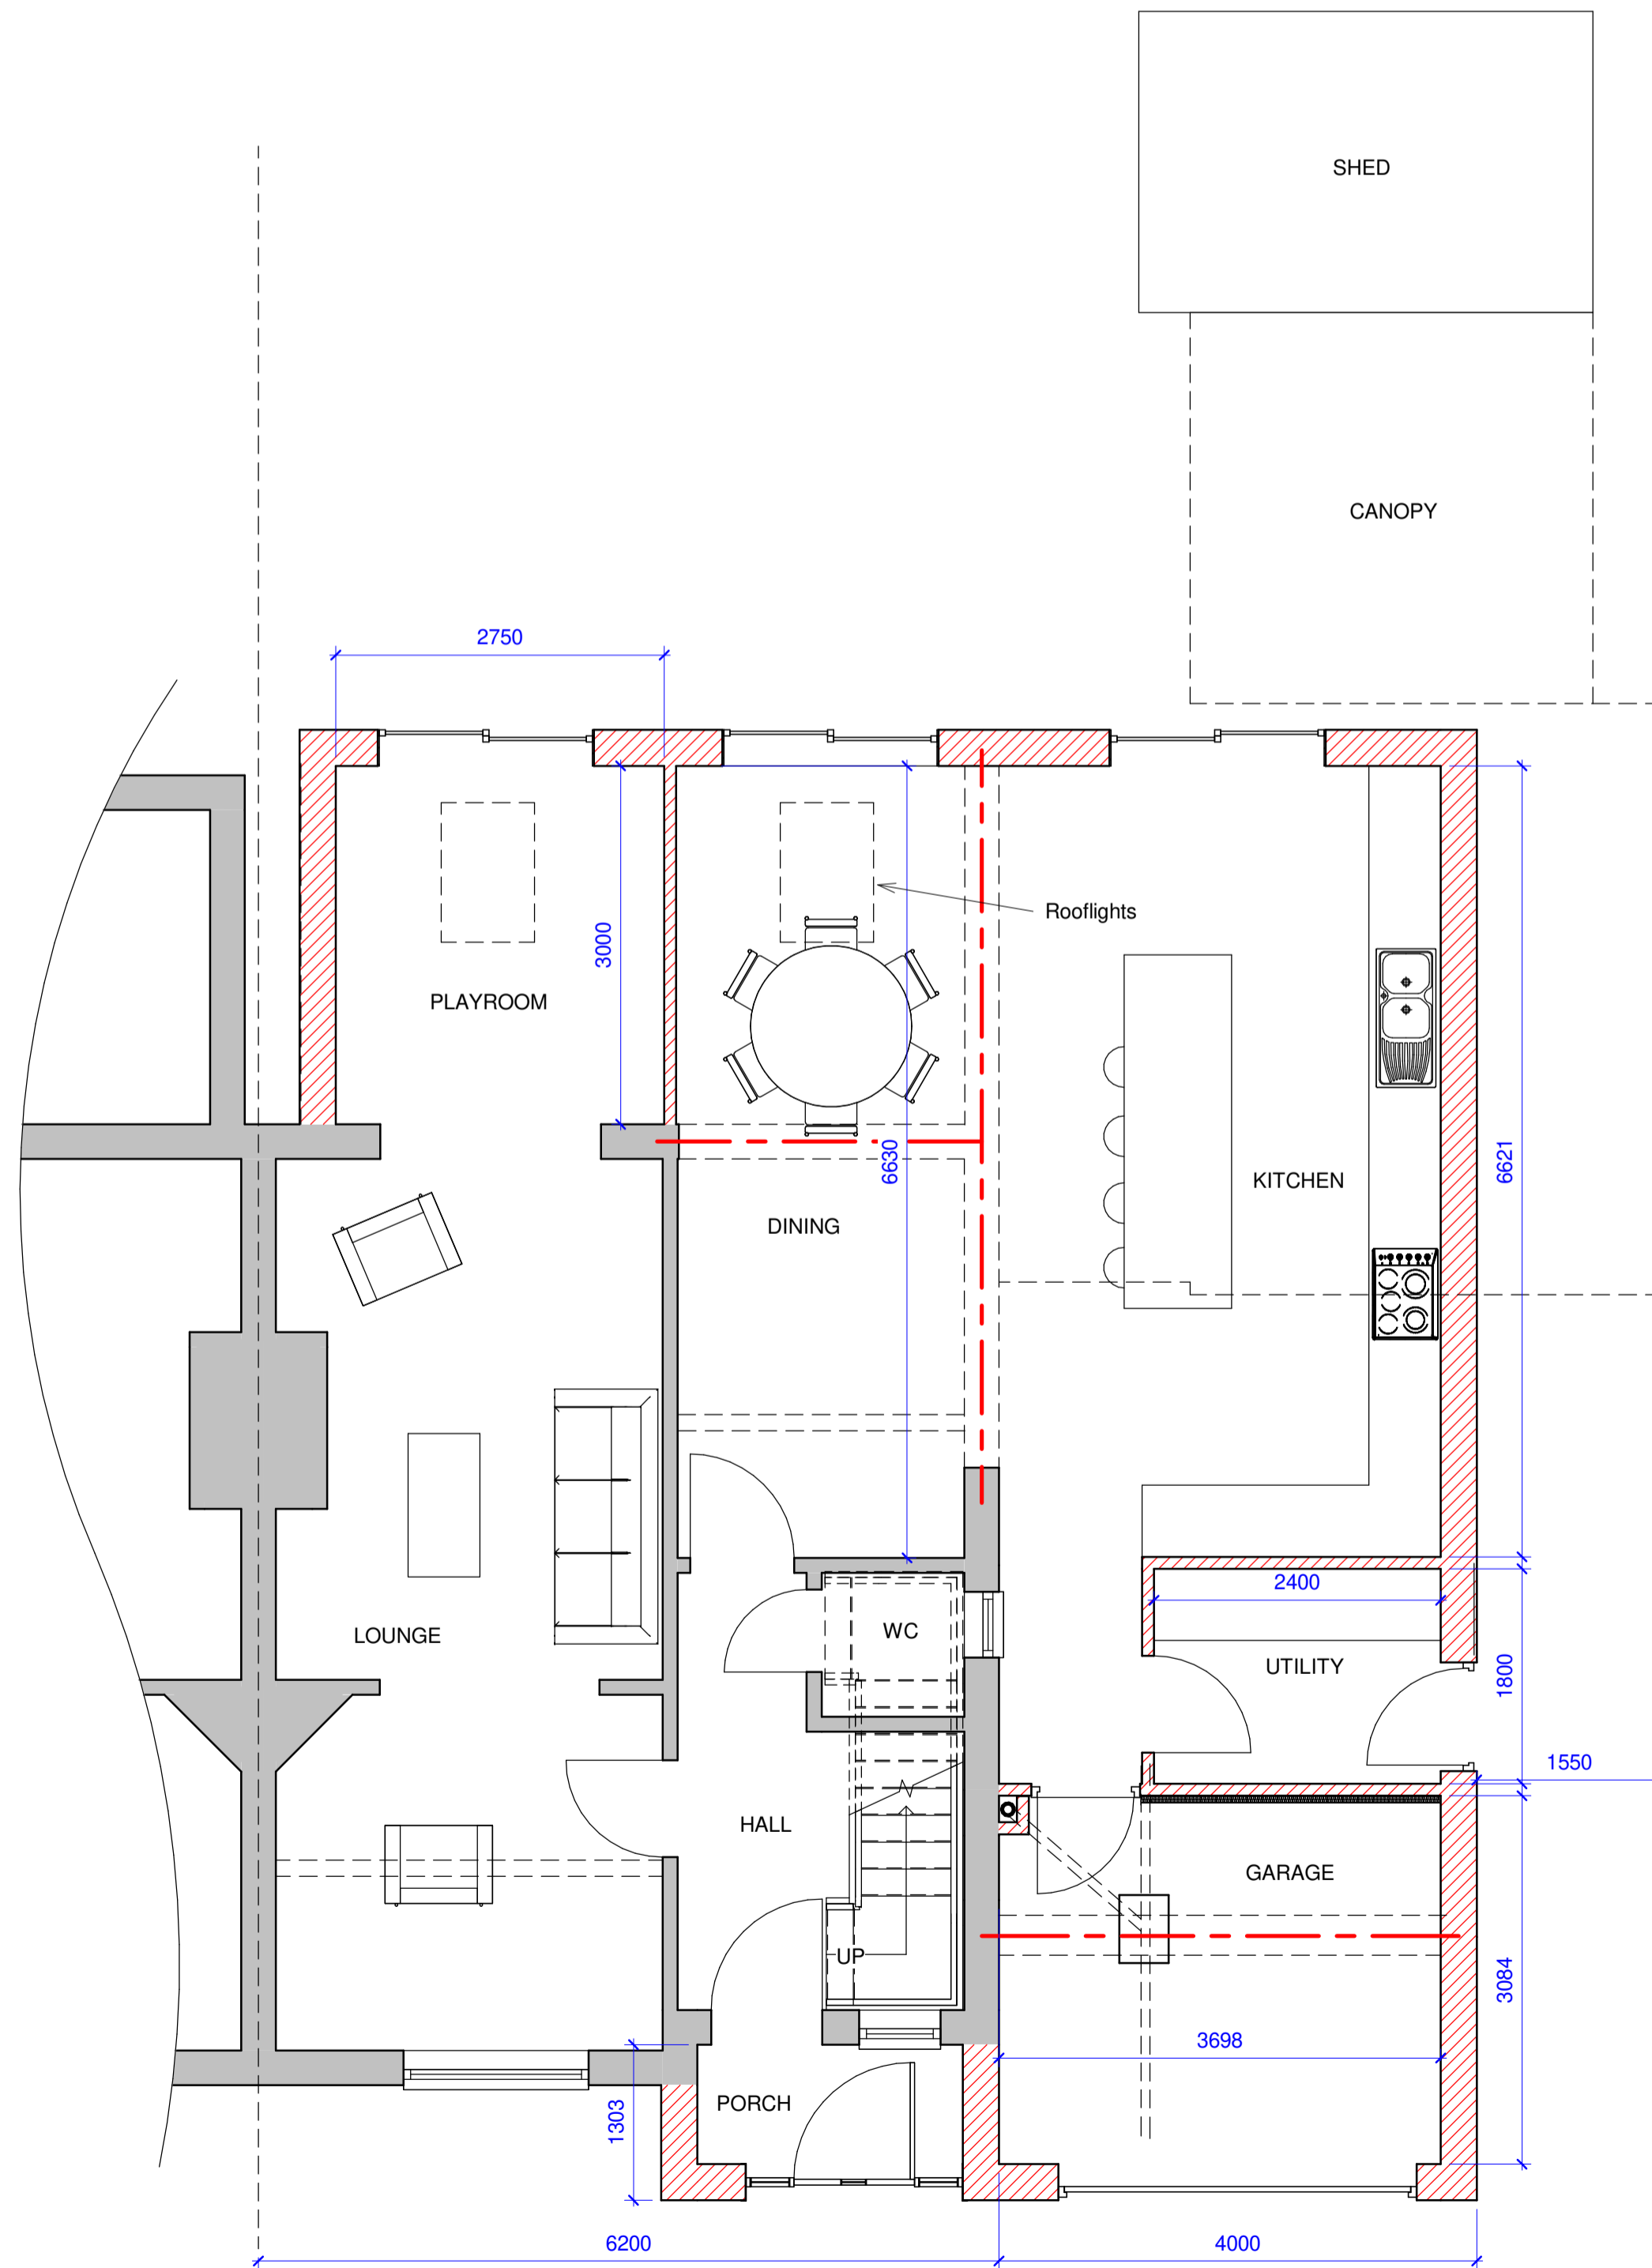 SHED
CANOPY
2750
Rooflights
3000
PLAYROOM
6630
6621
KITCHEN
DINING
2400
WC
LOUNGE
UTILITY
1800
1550
HALL
GARAGE
UP
3084
3698
PORCH
1303
6200
4000